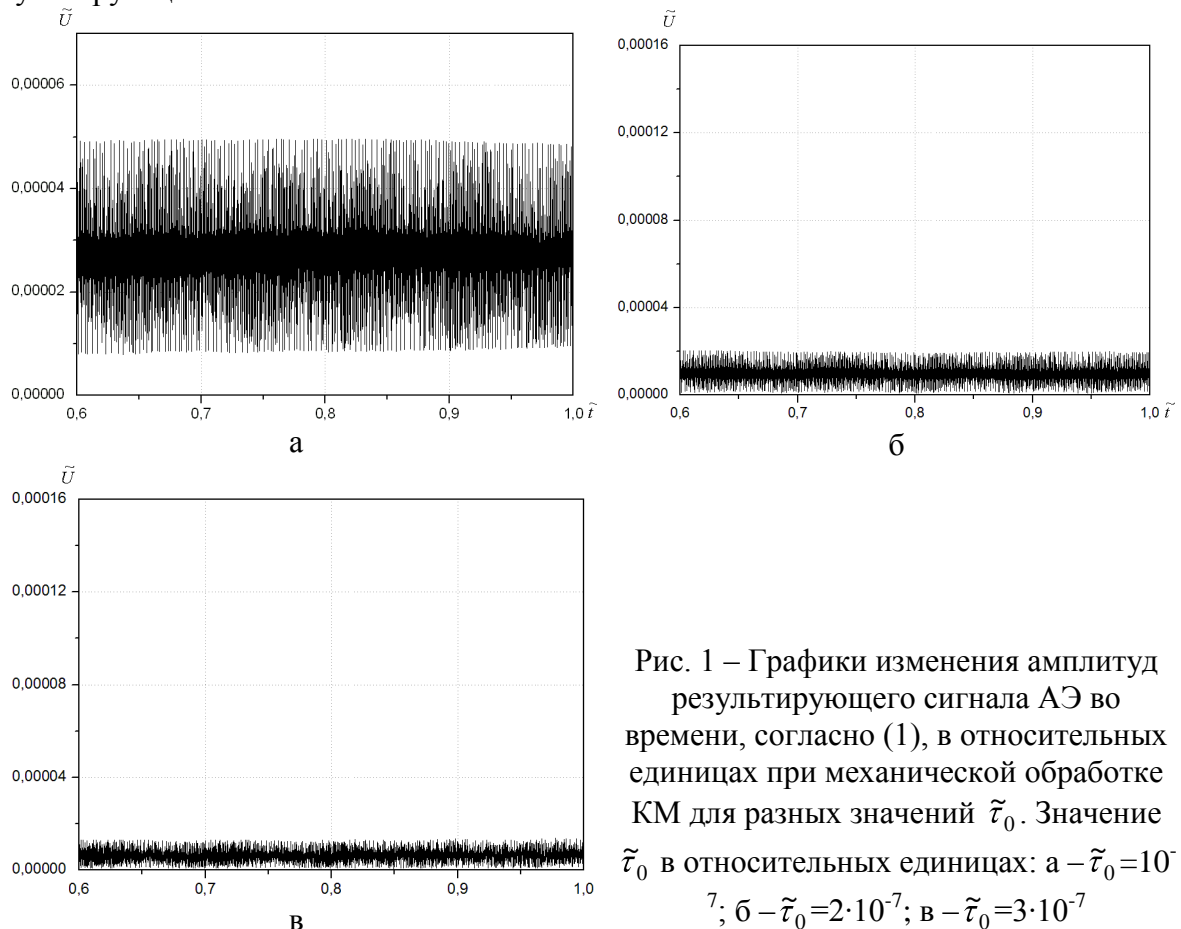 Ũ
0,00006
0,00004
0,00002
0,00000
0,6 0,7 0,8 0,9 1,0 t̃
а
Ũ
0,00016
0,00012
0,00008
0,00004
0,00000
0,6 0,7 0,8 0,9 1,0 t̃
б
Ũ
0,00016
0,00012
0,00008
0,00004
0,00000
0,6 0,7 0,8 0,9 1,0
в
Рис. 1 – Графики изменения амплитуд
результирующего сигнала АЭ во
времени, согласно (1), в относительных
единицах при механической обработке
КМ для разных значений τ̃₀. Значение
τ̃₀ в относительных единицах: а – τ̃₀=10⁻
⁷; б – τ̃₀=2·10⁻⁷; в – τ̃₀=3·10⁻⁷